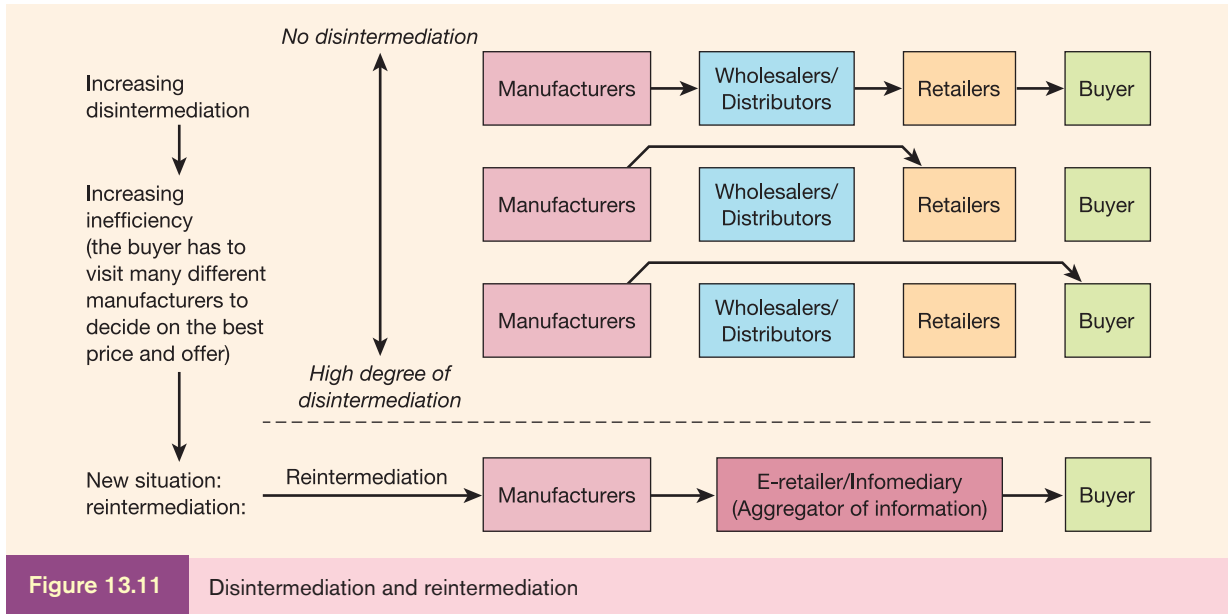 No disintermediation
Increasing
disintermediation
Manufacturers
Wholesalers/
Distributors
Retailers
Buyer
Increasing
inefficiency
(the buyer has to
visit many different
manufacturers to
decide on the best
price and offer)
Manufacturers
Wholesalers/
Distributors
Retailers
Buyer
Manufacturers
Wholesalers/
Distributors
Retailers
Buyer
High degree of
disintermediation
New situation:
reintermediation:
Reintermediation
Manufacturers
E-retailer/Infomediary
(Aggregator of information)
Buyer
Figure 13.11
Disintermediation and reintermediation